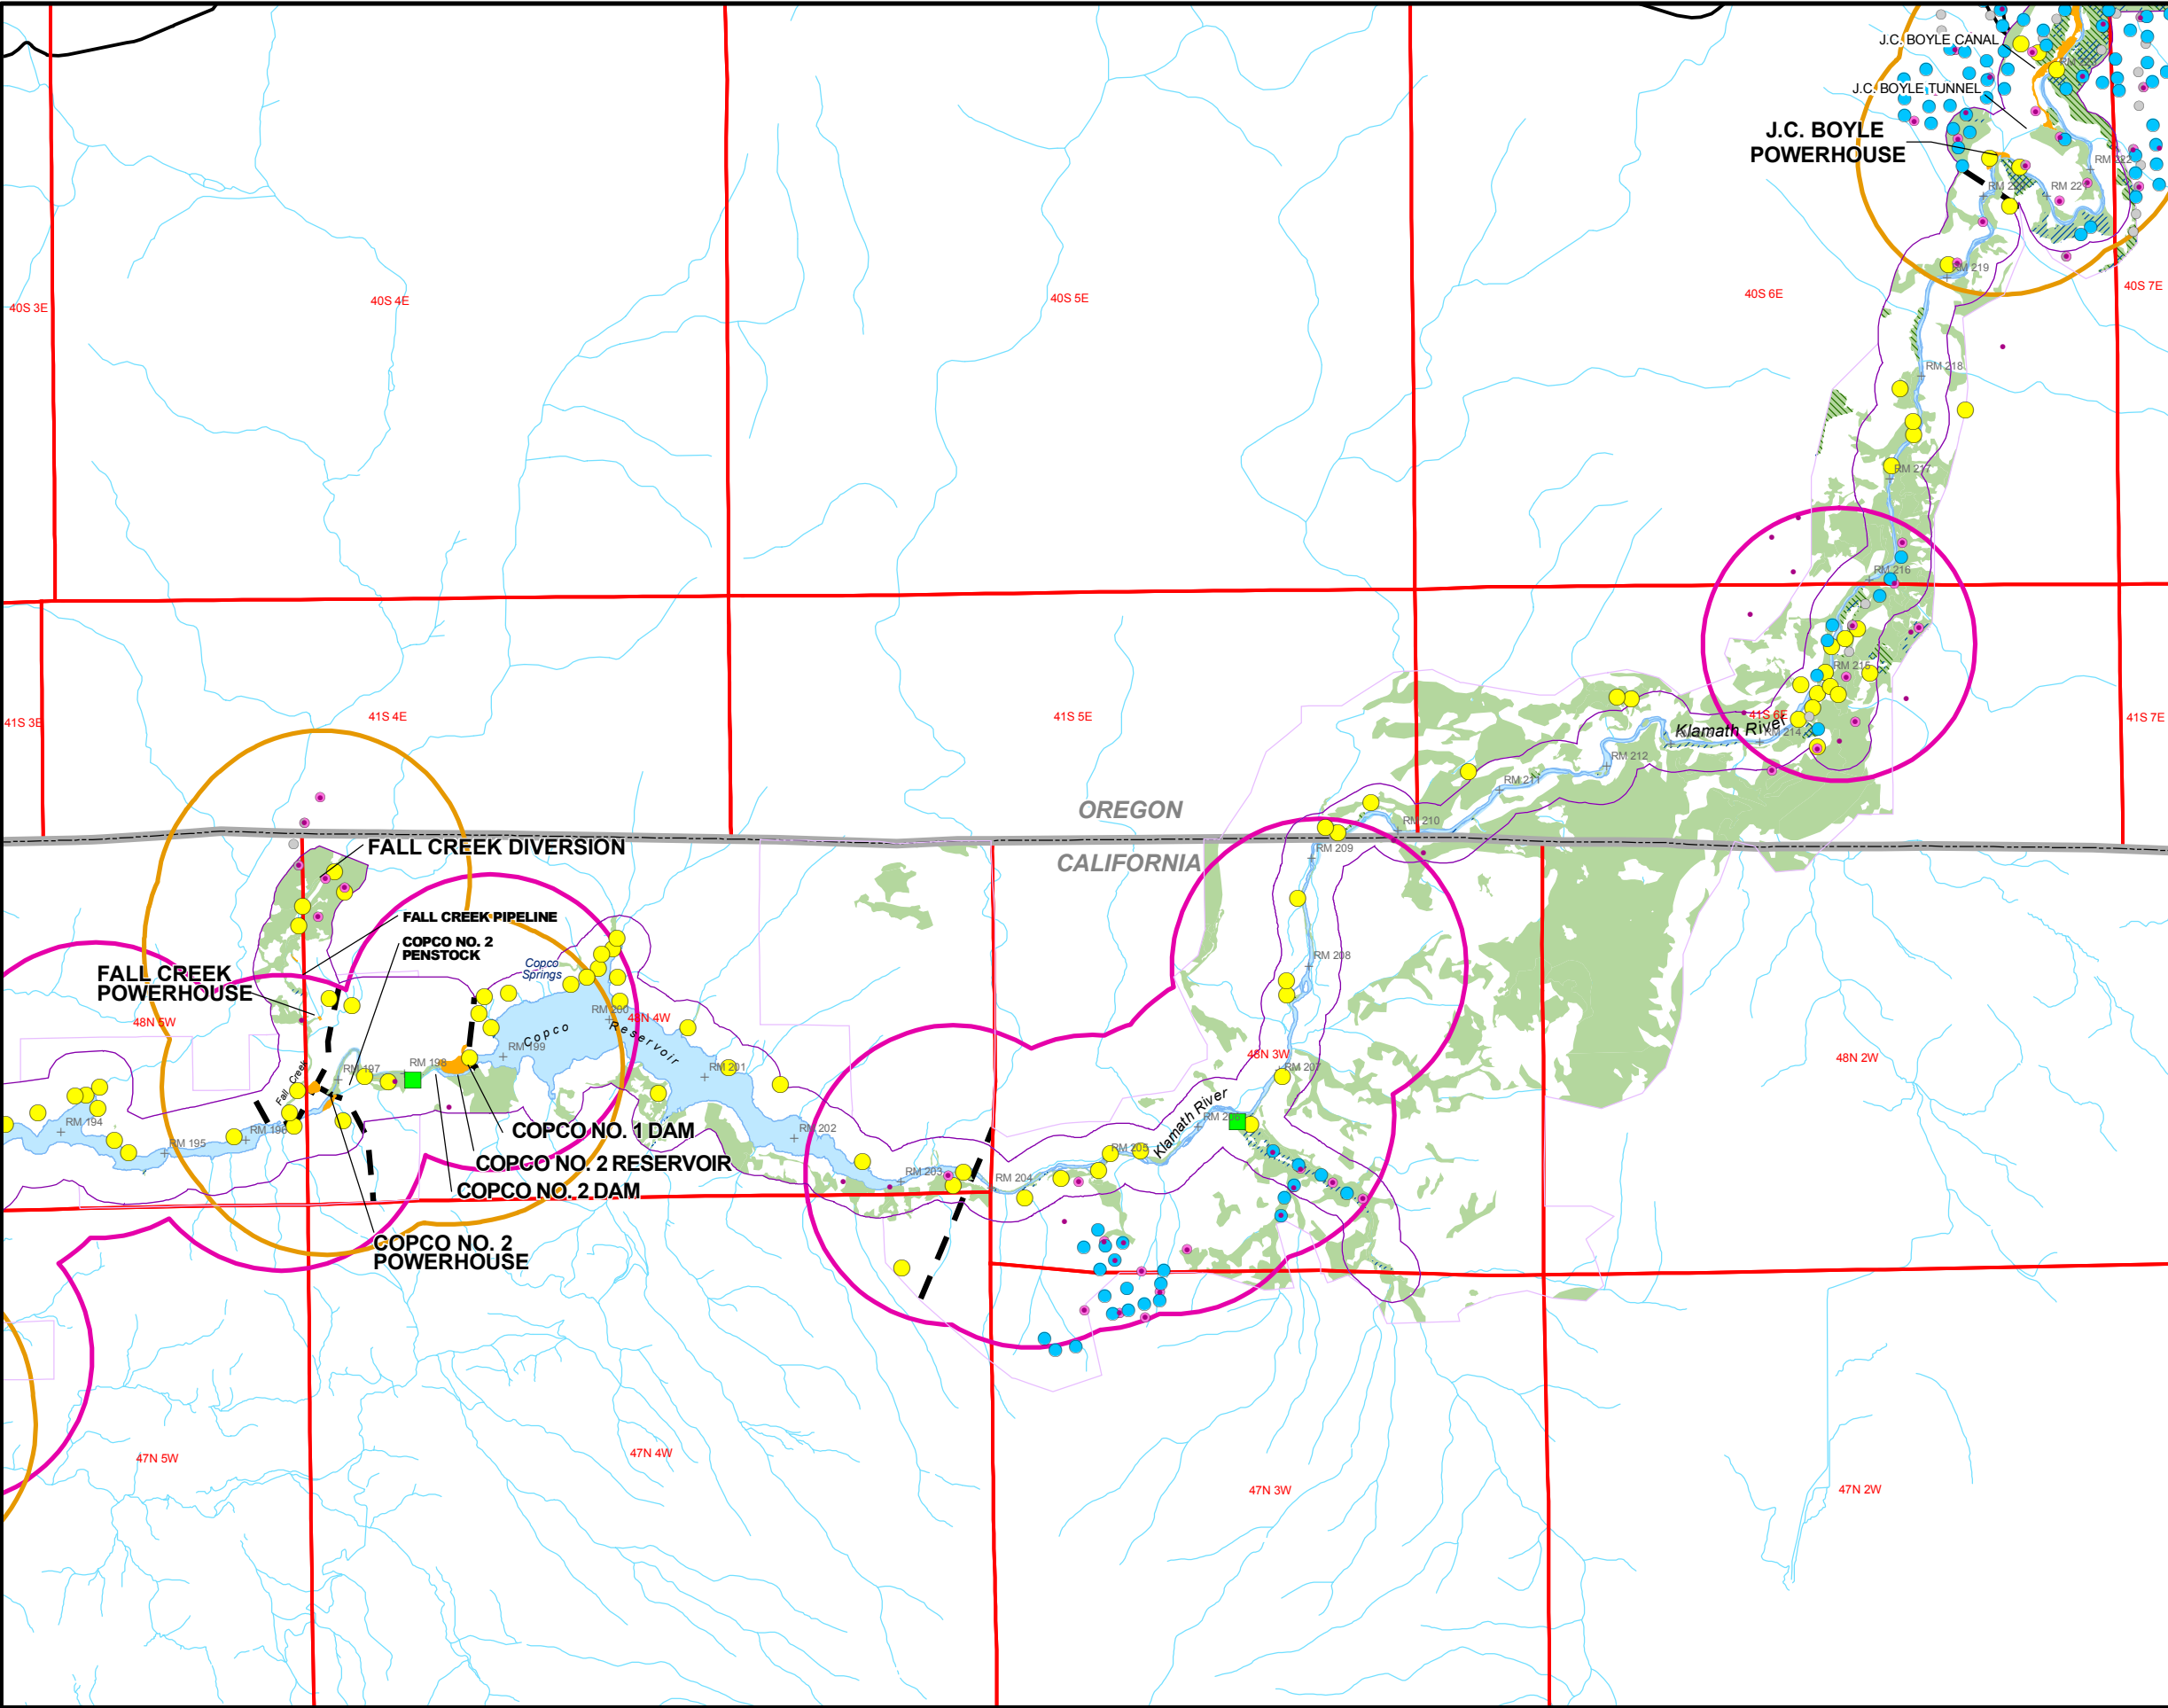 J.C. BOYLE CANAL
J.C. BOYLE TUNNEL
J.C. BOYLE
POWERHOUSE
RM 222
RM 221
RM 219
40S 3E
40S 4E
40S 5E
40S 6E
40S 7E
RM 218
RM 217
RM 216
RM 215
41S 3E
41S 4E
41S 5E
41S 6E
41S 7E
Klamath River
RM 214
RM 212
RM 211
RM 210
OREGON
CALIFORNIA
RM 209
FALL CREEK DIVERSION
FALL CREEK PIPELINE
COPCO NO. 2
PENSTOCK
Copco
Springs
FALL CREEK
POWERHOUSE
48N 5W
RM 200
48N 4W
Copco Reservoir
RM 208
RM 199
RM 198
RM 197
Fall Creek
RM 201
48N 3W
RM 207
48N 2W
RM 194
RM 195
RM 196
RM 202
Klamath River
RM 206
RM 205
RM 203
RM 204
COPCO NO. 1 DAM
COPCO NO. 2 RESERVOIR
COPCO NO. 2 DAM
COPCO NO. 2
POWERHOUSE
47N 5W
47N 4W
47N 3W
47N 2W